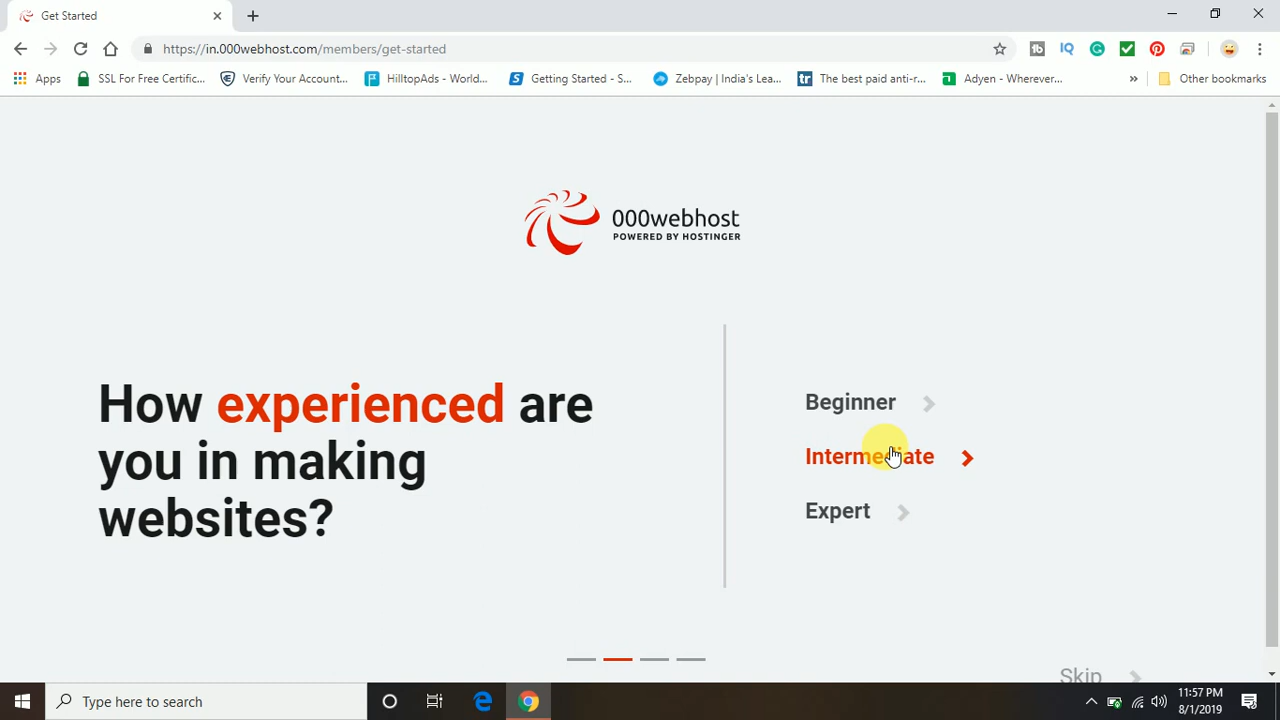 Get Started
https://in.000webhost.com/members/get-started
Apps
SSL For Free Certific...
Verify Your Account...
HilltopAds - World...
Getting Started - S...
Zebpay | India's Lea...
The best paid anti-r...
Adyen - Wherever...
»
Other bookmarks
000webhost
POWERED BY HOSTINGER
How experienced are
you in making
websites?
Beginner
Intermediate
Expert
Skip
Type here to search
11:57 PM
8/1/2019